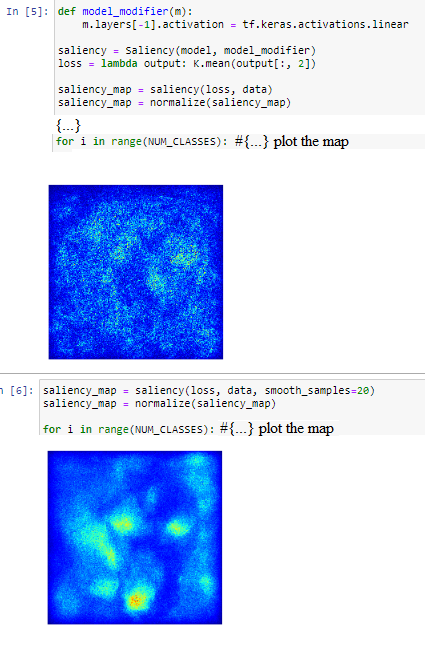 In [5]: def model_modifier(m):
m.layers[-1].activation = tf.keras.activations.linear
saliency = Saliency(model, model_modifier)
loss = lambda output: K.mean(output[:, 2])
saliency_map = saliency(loss, data)
saliency_map = normalize(saliency_map)
{...}
for i in range(NUM_CLASSES): #{...} plot the map
n [6]: saliency_map = saliency(loss, data, smooth_samples=20)
saliency_map = normalize(saliency_map)
for i in range(NUM_CLASSES): #{...} plot the map